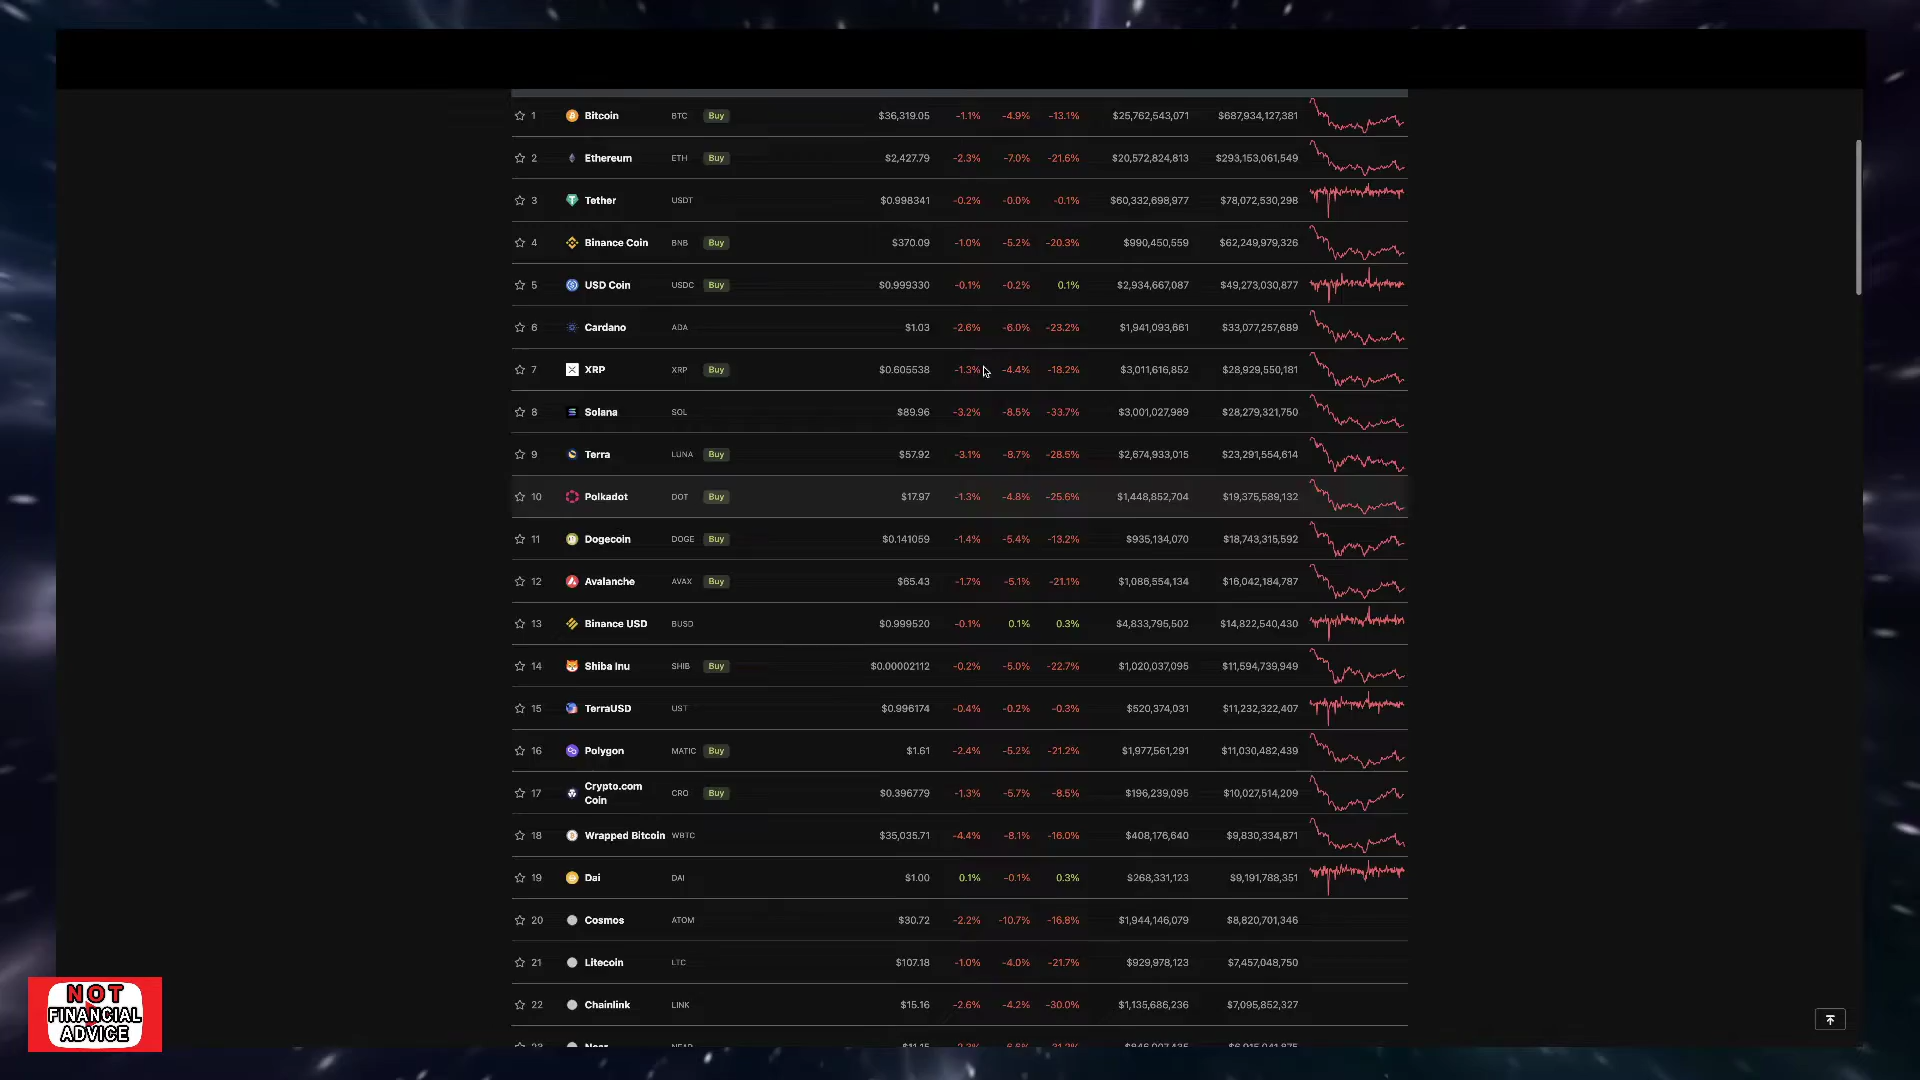 1 Bitcoin BTC Buy $36,319.05 -1.1% -4.9% -13.1% $25,762,543,071 $687,934,127,381
2 Ethereum ETH Buy $2,427.79 -2.3% -7.0% -21.6% $20,572,824,813 $293,153,061,549
3 Tether USDT $0.998341 -0.2% -0.0% -0.1% $60,332,698,977 $78,072,530,298
4 Binance Coin BNB Buy $370.09 -1.0% -5.2% -20.3% $990,450,559 $62,249,979,326
5 USD Coin USDC Buy $0.999330 -0.1% -0.2% 0.1% $2,934,667,087 $49,273,030,877
6 Cardano ADA $1.03 -2.6% -6.0% -23.2% $1,941,093,661 $33,077,257,689
7 XRP XRP Buy $0.605538 -1.3% -4.4% -18.2% $3,011,616,852 $28,929,550,181
8 Solana SOL $89.96 -3.2% -8.5% -33.7% $3,001,027,989 $28,279,321,750
9 Terra LUNA Buy $57.92 -3.1% -8.7% -28.5% $2,674,933,015 $23,291,554,614
10 Polkadot DOT Buy $17.97 -1.3% -4.8% -25.6% $1,448,852,704 $19,375,589,132
11 Dogecoin DOGE Buy $0.141059 -1.4% -5.4% -13.2% $935,134,070 $18,743,315,592
12 Avalanche AVAX Buy $65.43 -1.7% -5.1% -21.1% $1,086,554,134 $16,042,184,787
13 Binance USD BUSD $0.999520 -0.1% 0.1% 0.3% $4,833,795,502 $14,822,540,430
14 Shiba Inu SHIB Buy $0.00002112 -0.2% -5.0% -22.7% $1,020,037,095 $11,594,739,949
15 TerraUSD UST $0.996174 -0.4% -0.2% -0.3% $520,374,031 $11,232,322,407
16 Polygon MATIC Buy $1.61 -2.4% -5.2% -21.2% $1,977,561,291 $11,030,482,439
17 Crypto.com Coin CRO Buy $0.396779 -1.3% -5.7% -8.5% $196,239,095 $10,027,514,209
18 Wrapped Bitcoin WBTC $35,035.71 -4.4% -8.1% -16.0% $408,176,640 $9,830,334,871
19 Dai DAI $1.00 0.1% -0.1% 0.3% $268,331,123 $9,191,788,351
20 Cosmos ATOM $30.72 -2.2% -10.7% -16.8% $1,944,146,079 $8,820,701,346
21 Litecoin LTC $107.18 -1.0% -4.0% -21.7% $929,978,123 $7,457,048,750
22 Chainlink LINK $15.16 -2.6% -4.2% -30.0% $1,135,686,236 $7,095,852,327
NOT
FINANCIAL
ADVICE